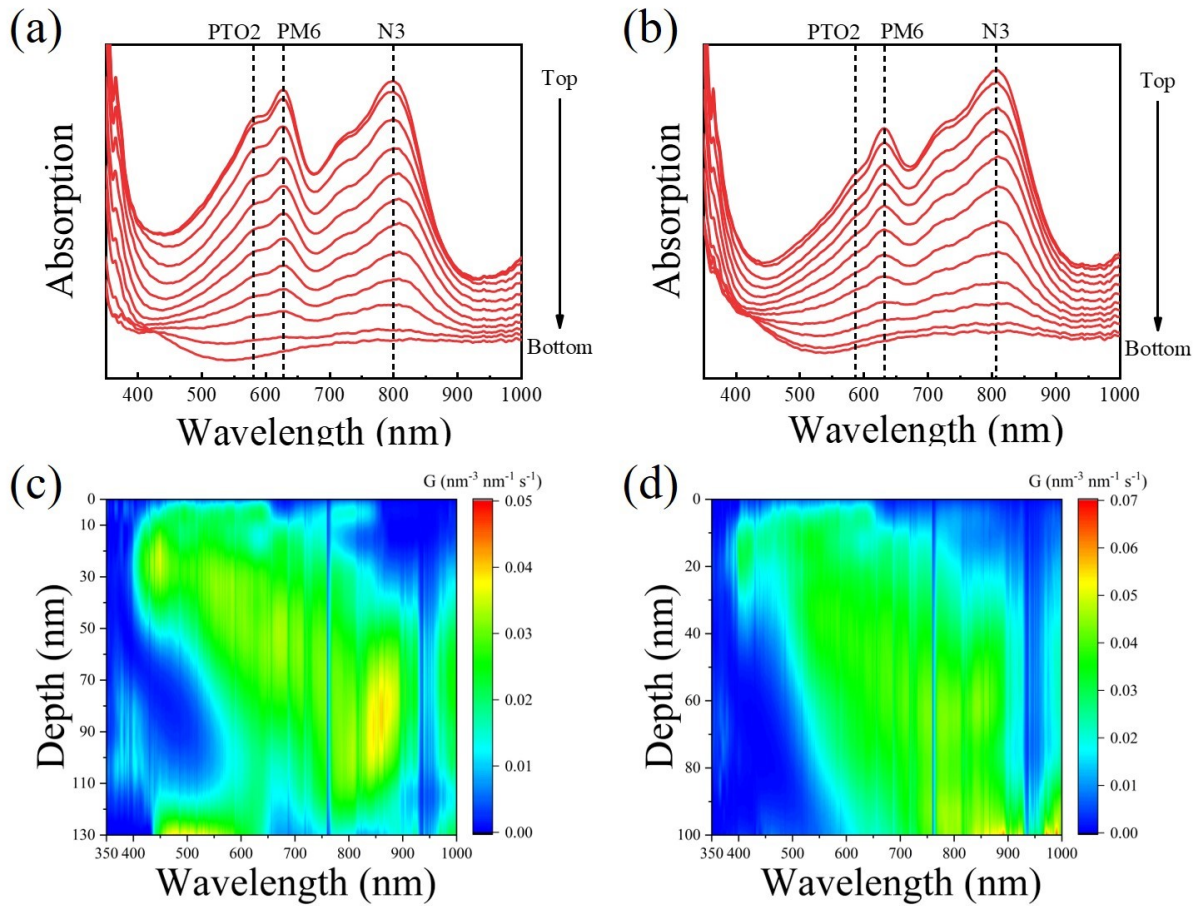 (a)
PTO2 PM6 N3
Absorption
Top
Bottom
400 500 600 700 800 900 1000
Wavelength (nm)
(b)
PTO2 PM6 N3
Absorption
Top
Bottom
400 500 600 700 800 900 1000
Wavelength (nm)
(c)
G (nm-3 nm-1 s-1)
Depth (nm)
0
10
30
50
70
90
110
130
350 400 500 600 700 800 900 1000
Wavelength (nm)
0.05
0.04
0.03
0.02
0.01
0.00
(d)
G (nm-3 nm-1 s-1)
Depth (nm)
0
20
40
60
80
100
350 400 500 600 700 800 900 1000
Wavelength (nm)
0.07
0.06
0.05
0.04
0.03
0.02
0.01
0.00